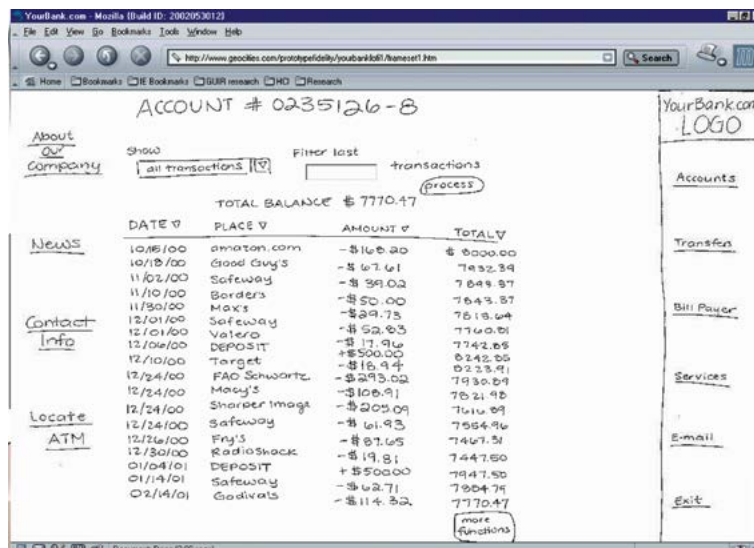 YourBank.com - Mozilla {Build ID: 2002053012}
File Edit View Go Bookmarks Tools Window Help
http://www.geocities.com/prototypefidelity/yourbanklofi1/frameset1.htm Search
Home Bookmarks IE Bookmarks GUIR research HCI Research
ACCOUNT # 0235126-8
About
Our
Company
Show
all transactions
Filter last
transactions
process
TOTAL BALANCE $ 7770.47
DATE PLACE AMOUNT TOTAL
10/15/00 amazon.com -$168.20 $ 8000.00
10/18/00 Good Guy's -$ 67.61 7932.39
11/02/00 Safeway -$ 39.02 7893.37
11/10/00 Borders -$50.00 7843.37
11/30/00 Max's -$29.73 7813.64
12/01/00 Safeway -$ 52.83 7760.81
12/01/00 Valero -$ 17.96 7742.85
12/06/00 DEPOSIT +$500.00 8242.85
12/10/00 Target -$18.94 8223.91
12/24/00 FAO Schwartz -$293.02 7930.89
12/24/00 Macy's -$108.91 7821.98
12/24/00 Sharper Image -$205.09 7616.89
12/24/00 Safeway -$ 61.93 7554.96
12/26/00 Fry's -$87.65 7467.31
12/30/00 RadioShack -$19.81 7447.50
01/04/01 DEPOSIT +$500.00 7947.50
01/14/01 Safeway -$62.71 7884.79
02/14/01 Godiva's -$114.32 7770.47
more
functions
News
Contact
Info
Locate
ATM
YourBank.com
LOGO
Accounts
Transfers
Bill Payer
Services
E-mail
Exit